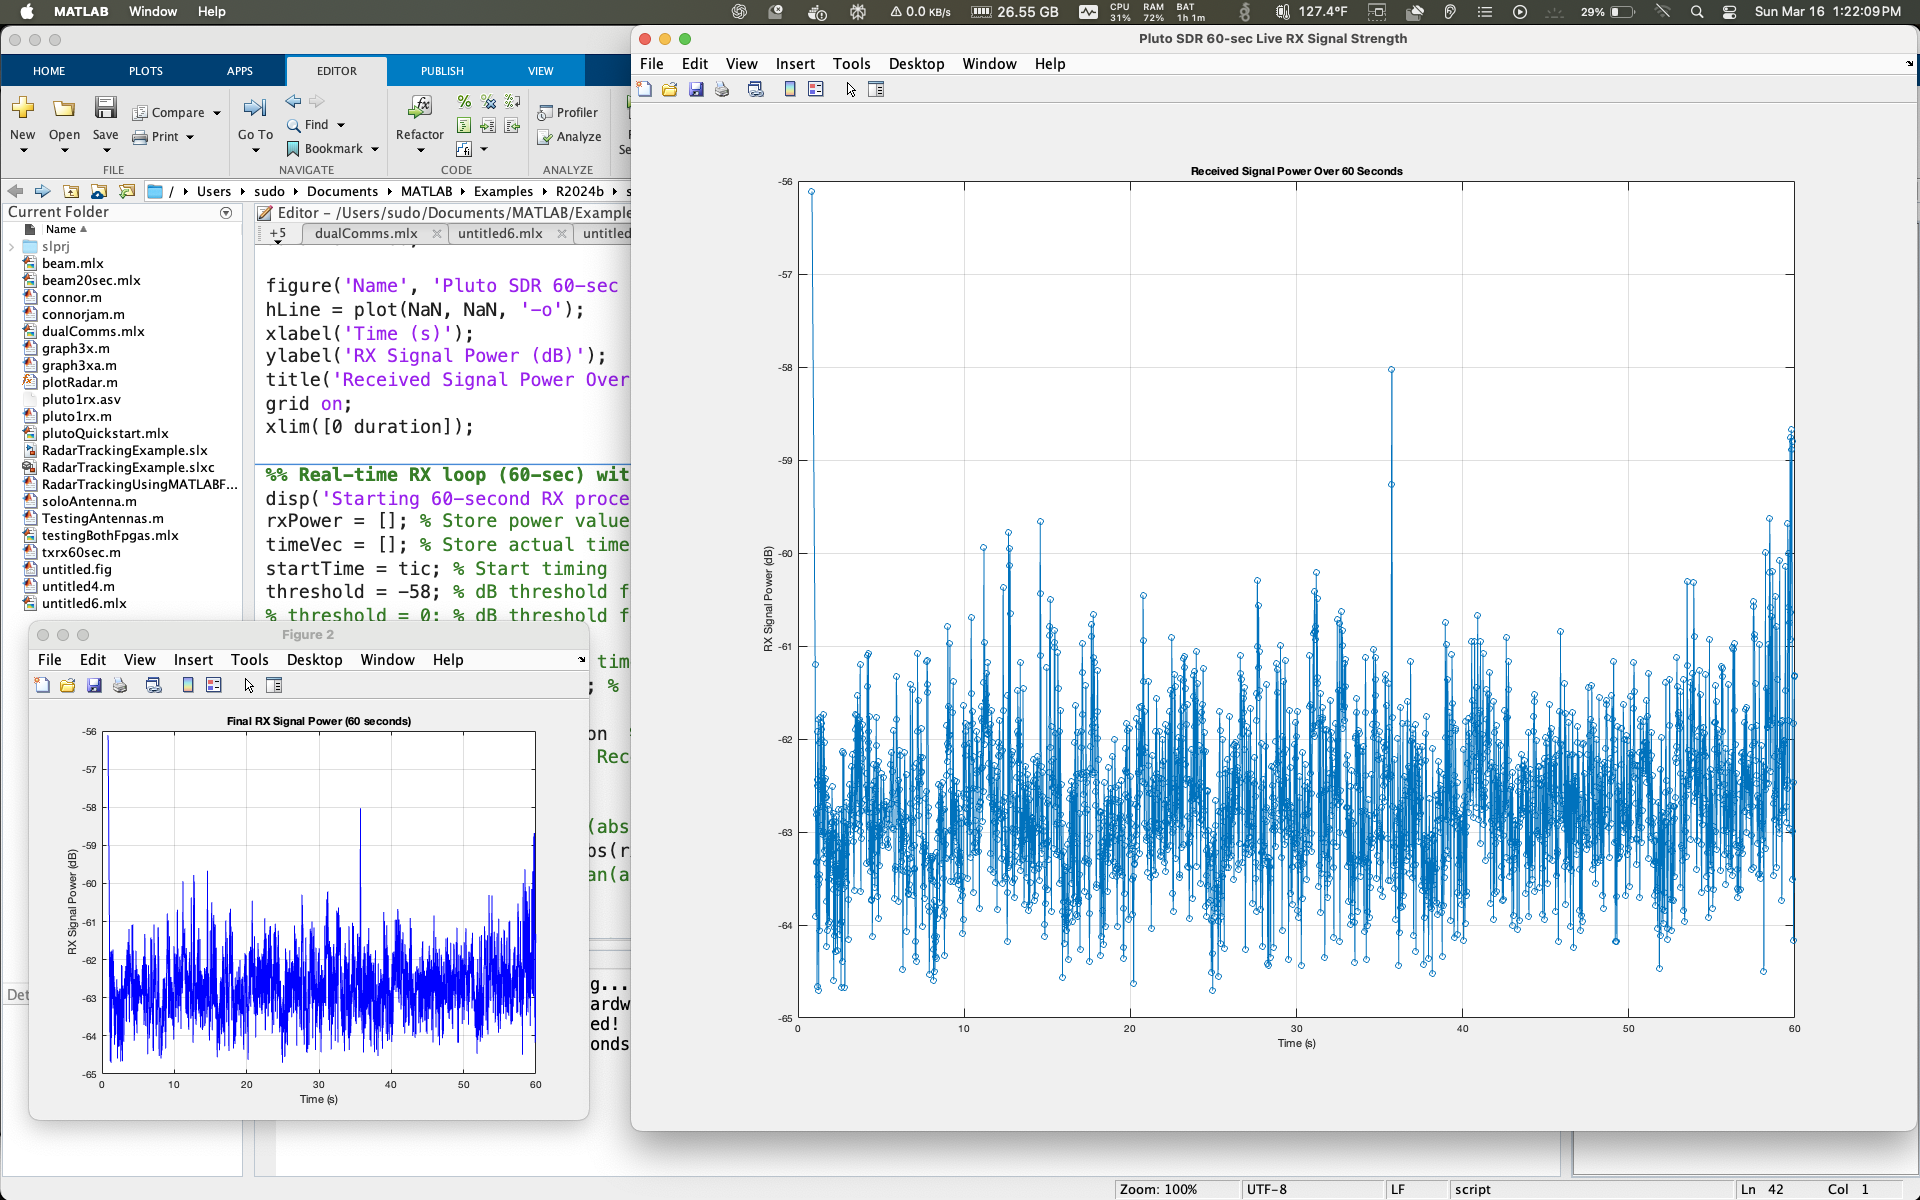 MATLAB Window Help
0.0 KB/s 26.55 GB CPU 31% RAM 72% BAT 1h 1m 127.4°F 29% Sun Mar 16 1:22:09 PM
HOME PLOTS APPS EDITOR PUBLISH VIEW
New Open Save Compare Print
FILE
Go To Find Bookmark
NAVIGATE
Refactor
CODE
Profiler
Analyze
ANALYZE
/ Users sudo Documents MATLAB Examples R2024b s
Current Folder
Name
slprj
beam.mlx
beam20sec.mlx
connor.m
connorjam.m
dualComms.mlx
graph3x.m
graph3xa.m
plotRadar.m
pluto1rx.asv
pluto1rx.m
plutoQuickstart.mlx
RadarTrackingExample.slx
RadarTrackingExample.slxc
RadarTrackingUsingMATLABF...
soloAntenna.m
TestingAntennas.m
testingBothFpgas.mlx
txrx60sec.m
untitled.fig
untitled4.m
untitled6.mlx
Det
Editor – /Users/sudo/Documents/MATLAB/Example
+5 dualComms.mlx untitled6.mlx untitled
figure('Name', 'Pluto SDR 60-sec
hLine = plot(NaN, NaN, '-o');
xlabel('Time (s)');
ylabel('RX Signal Power (dB)');
title('Received Signal Power Over
grid on;
xlim([0 duration]);
%% Real-time RX loop (60-sec) wit
disp('Starting 60-second RX proce
rxPower = []; % Store power value
timeVec = []; % Store actual time
startTime = tic; % Start timing
threshold = -58; % dB threshold f
% threshold = 0; % dB threshold f
tim
; %
on
Rec
(abs
bs(r
an(a
g...
ardw
ed!
onds
Figure 2
File Edit View Insert Tools Desktop Window Help
Final RX Signal Power (60 seconds)
RX Signal Power (dB)
-56
-57
-58
-59
-60
-61
-62
-63
-64
-65
0 10 20 30 40 50 60
Time (s)
Pluto SDR 60-sec Live RX Signal Strength
File Edit View Insert Tools Desktop Window Help
Received Signal Power Over 60 Seconds
RX Signal Power (dB)
-56
-57
-58
-59
-60
-61
-62
-63
-64
-65
0 10 20 30 40 50 60
Time (s)
Zoom: 100% UTF-8 LF script Ln 42 Col 1